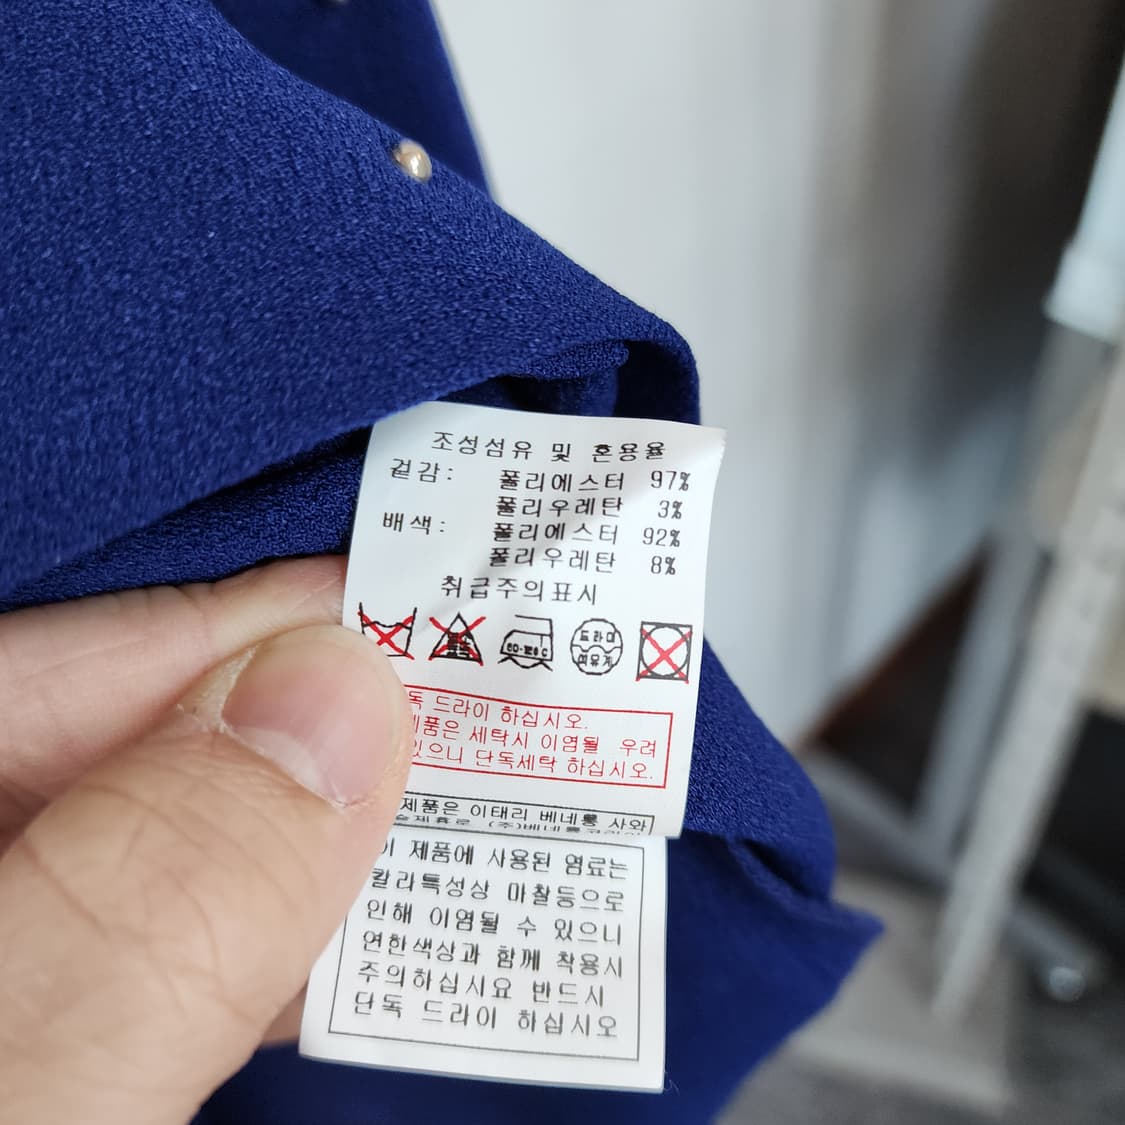 조성섬유 및 혼용율
겉감: 폴리에스터 97%
폴리우레탄 3%
배색: 폴리에스터 92%
폴리우레탄 8%
취급주의표시
드라이
석유계
독 드라이 하십시오.
제품은 세탁시 이염될 우려
있으니 단독세탁 하십시오.
제품은 이태리 베네통 사와
이 제품에 사용된 염료는
칼라특성상 마찰등으로
인해 이염될 수 있으니
연한색상과 함께 착용시
주의하십시요 반드시
단독 드라이 하십시오